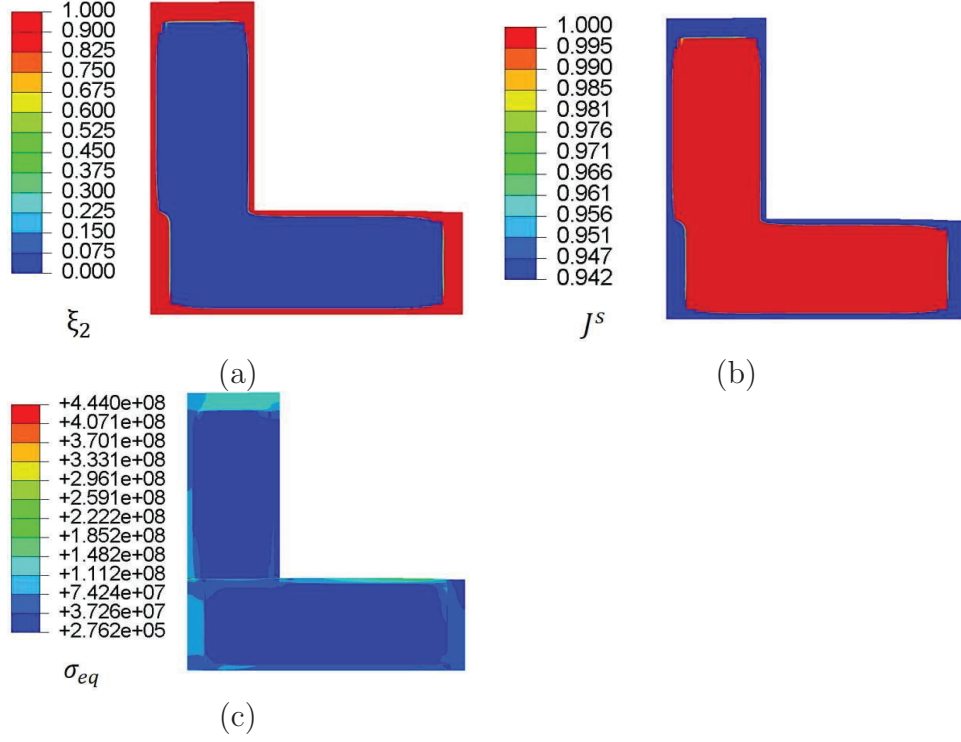 1.000
0.900
0.825
0.750
0.675
0.600
0.525
0.450
0.375
0.300
0.225
0.150
0.075
0.000
ξ₂
(a)
1.000
0.995
0.990
0.985
0.981
0.976
0.971
0.966
0.961
0.956
0.951
0.947
0.942
Jˢ
(b)
+4.440e+08
+4.071e+08
+3.701e+08
+3.331e+08
+2.961e+08
+2.591e+08
+2.222e+08
+1.852e+08
+1.482e+08
+1.112e+08
+7.424e+07
+3.726e+07
+2.762e+05
σ_eq
(c)